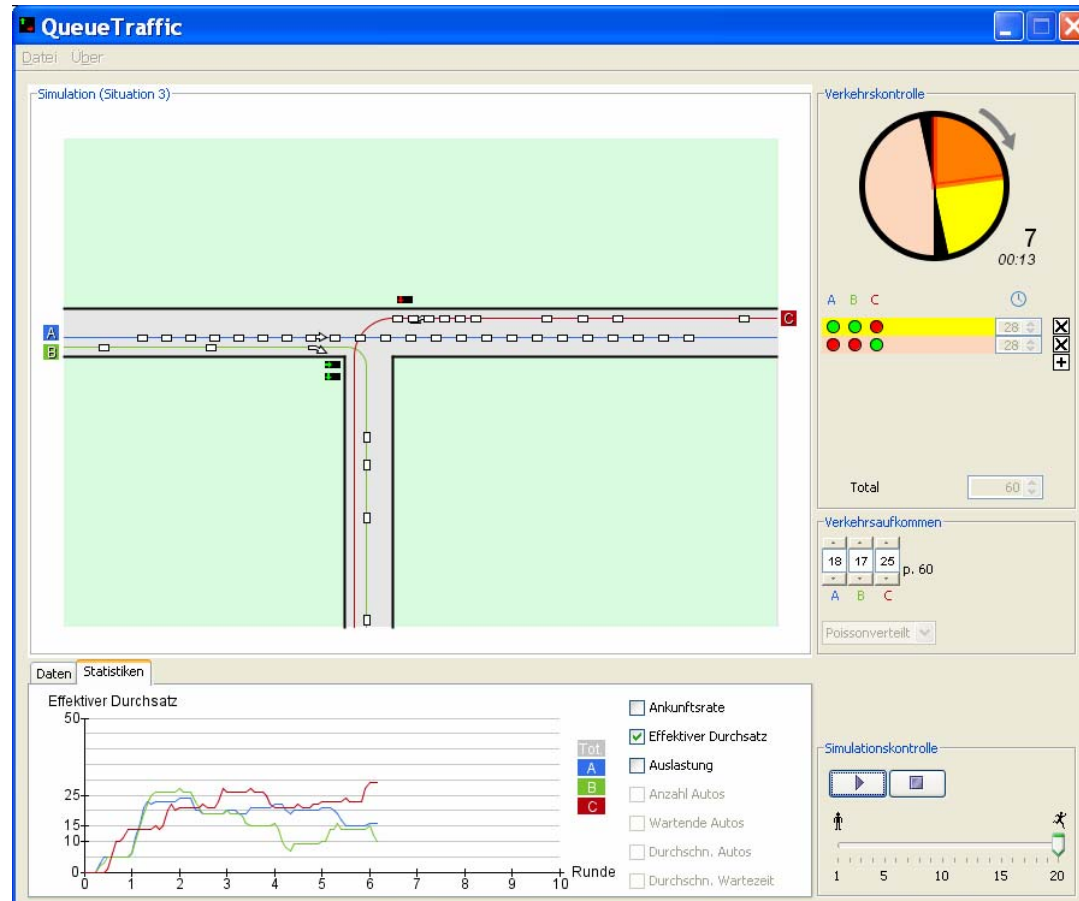 QueueTraffic
Datei Über
Simulation (Situation 3)
A
B
C
Verkehrskontrolle
7
00:13
A B C
28
28
Total 60
Verkehrsaufkommen
18 17 25 p. 60
A B C
Poissonverteilt
Daten Statistiken
Effektiver Durchsatz
50
25
15
10
0
0 1 2 3 4 5 6 7 8 9 10
Runde
Tot
A
B
C
Ankunftsrate
Effektiver Durchsatz
Auslastung
Anzahl Autos
Wartende Autos
Durchschn. Autos
Durchschn. Wartezeit
Simulationskontrolle
1 5 10 15 20